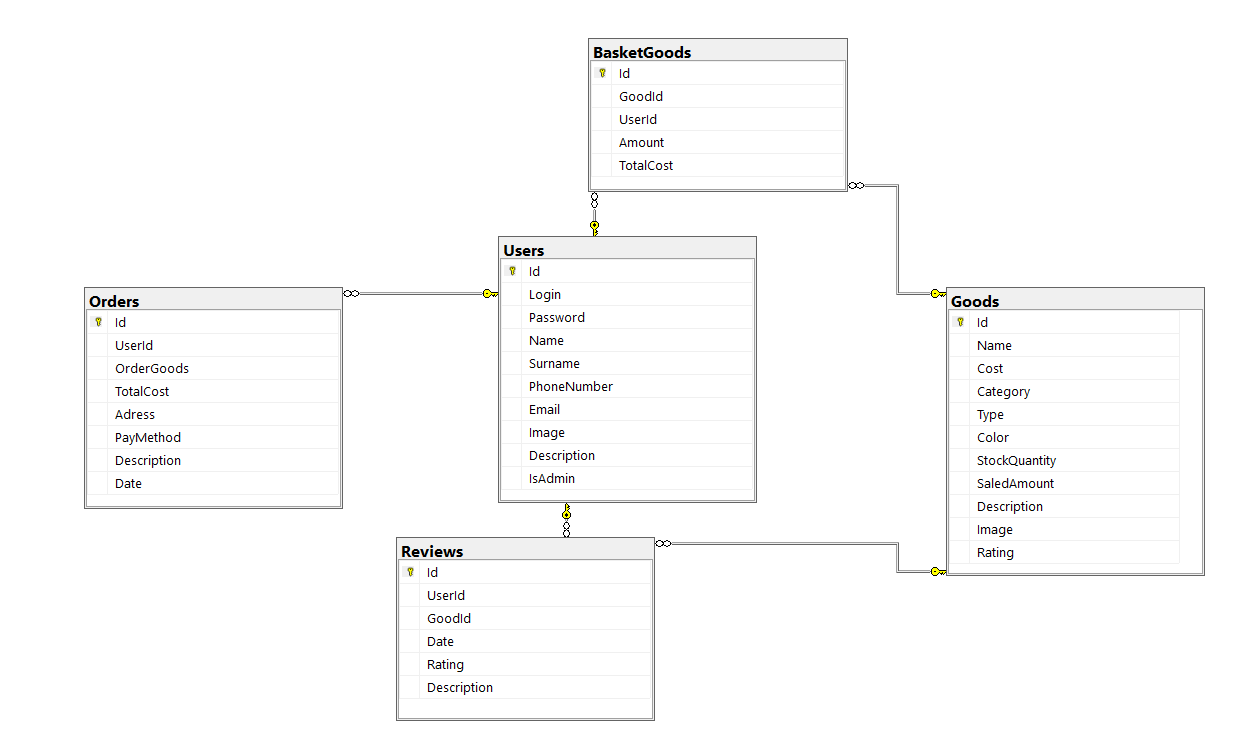 BasketGoods
Id
GoodId
UserId
Amount
TotalCost
Users
Id
Login
Password
Name
Surname
PhoneNumber
Email
Image
Description
IsAdmin
Orders
Id
UserId
OrderGoods
TotalCost
Adress
PayMethod
Description
Date
Goods
Id
Name
Cost
Category
Type
Color
StockQuantity
SaledAmount
Description
Image
Rating
Reviews
Id
UserId
GoodId
Date
Rating
Description